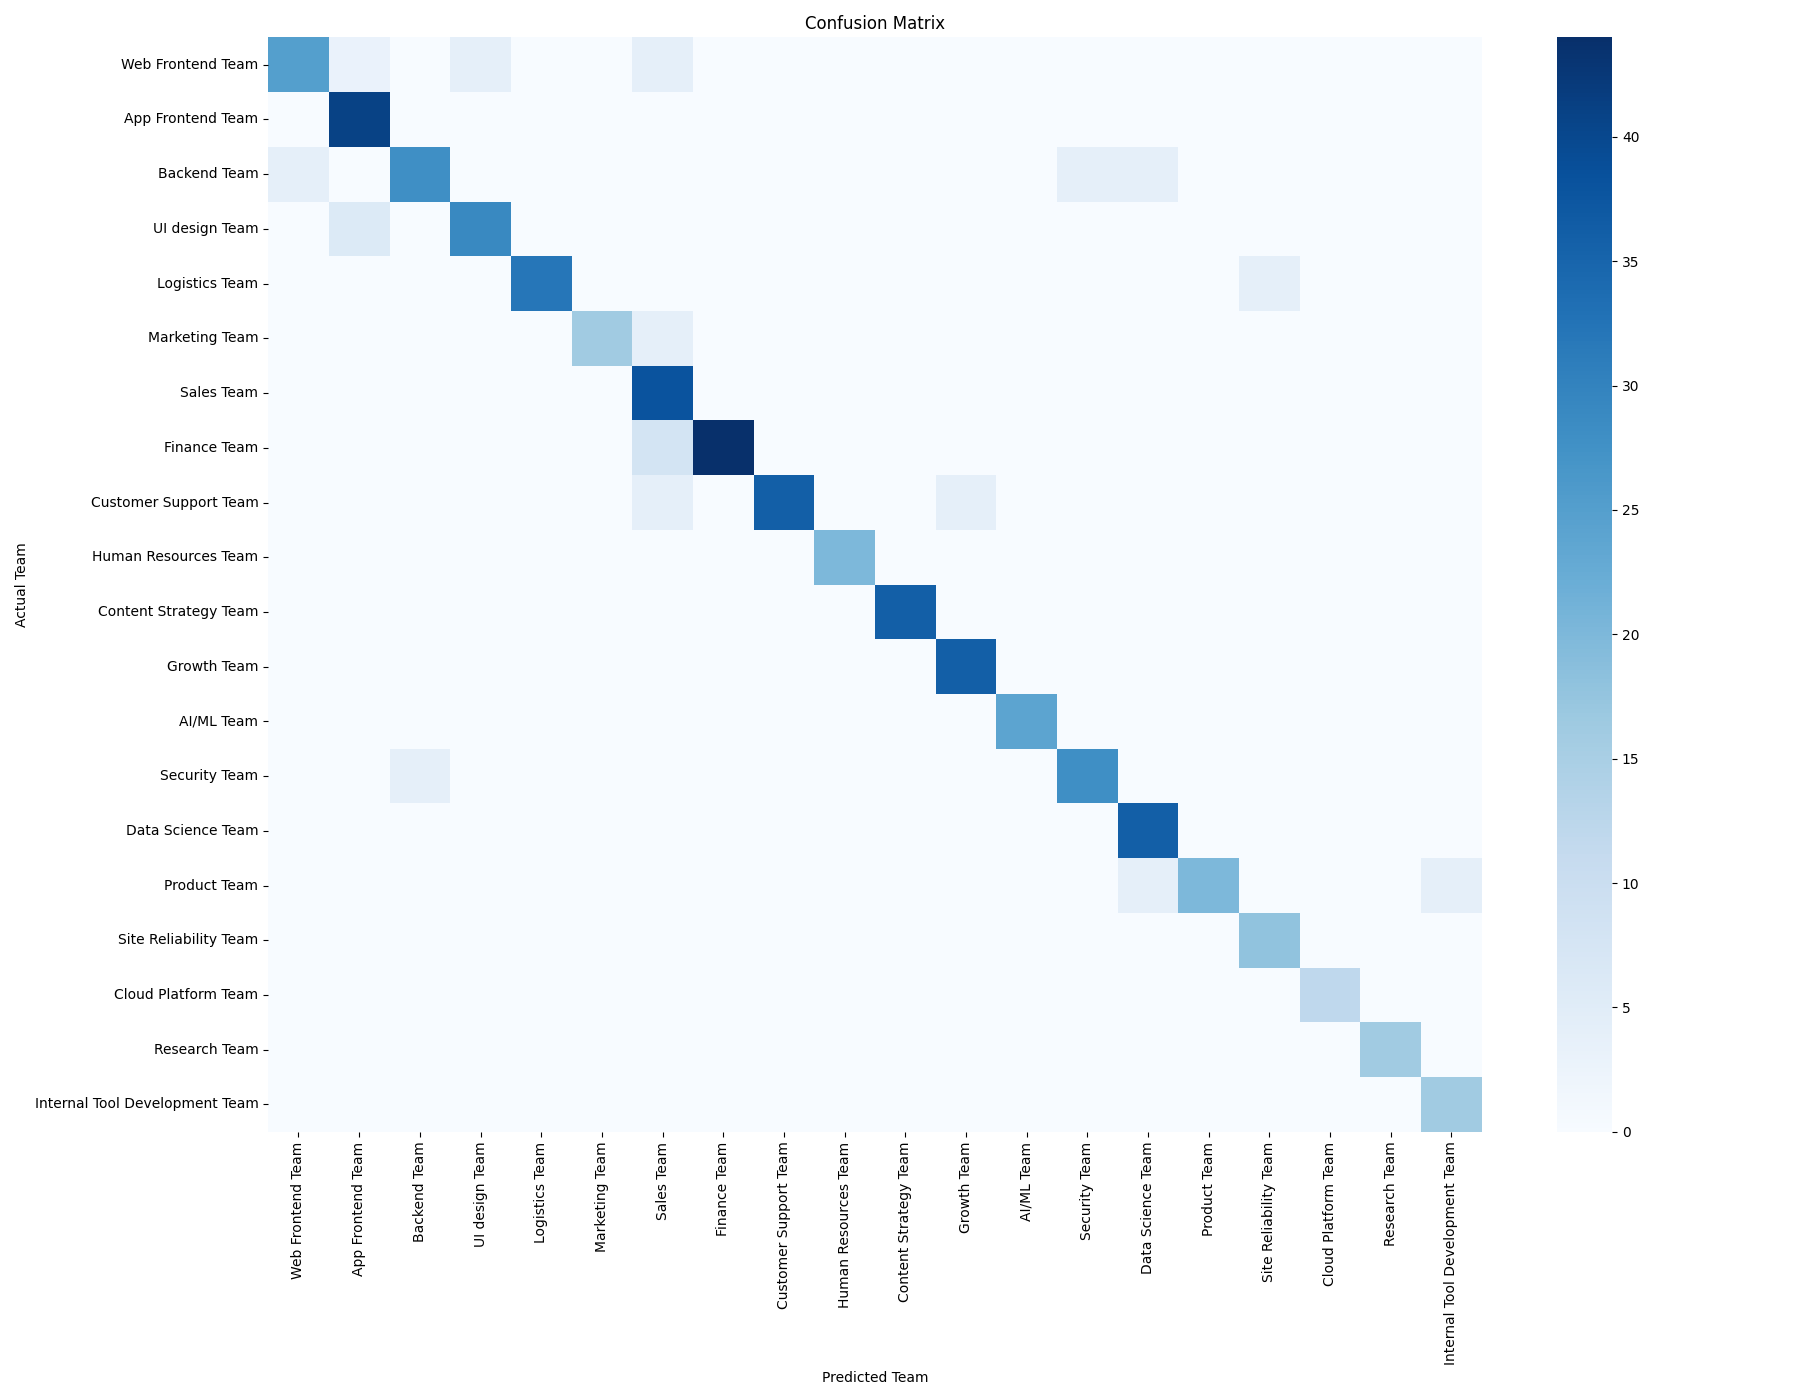 Confusion Matrix
Actual Team
Web Frontend Team
App Frontend Team
Backend Team
UI design Team
Logistics Team
Marketing Team
Sales Team
Finance Team
Customer Support Team
Human Resources Team
Content Strategy Team
Growth Team
AI/ML Team
Security Team
Data Science Team
Product Team
Site Reliability Team
Cloud Platform Team
Research Team
Internal Tool Development Team
Web Frontend Team
App Frontend Team
Backend Team
UI design Team
Logistics Team
Marketing Team
Sales Team
Finance Team
Customer Support Team
Human Resources Team
Content Strategy Team
Growth Team
AI/ML Team
Security Team
Data Science Team
Product Team
Site Reliability Team
Cloud Platform Team
Research Team
Internal Tool Development Team
Predicted Team
40
35
30
25
20
15
10
5
0